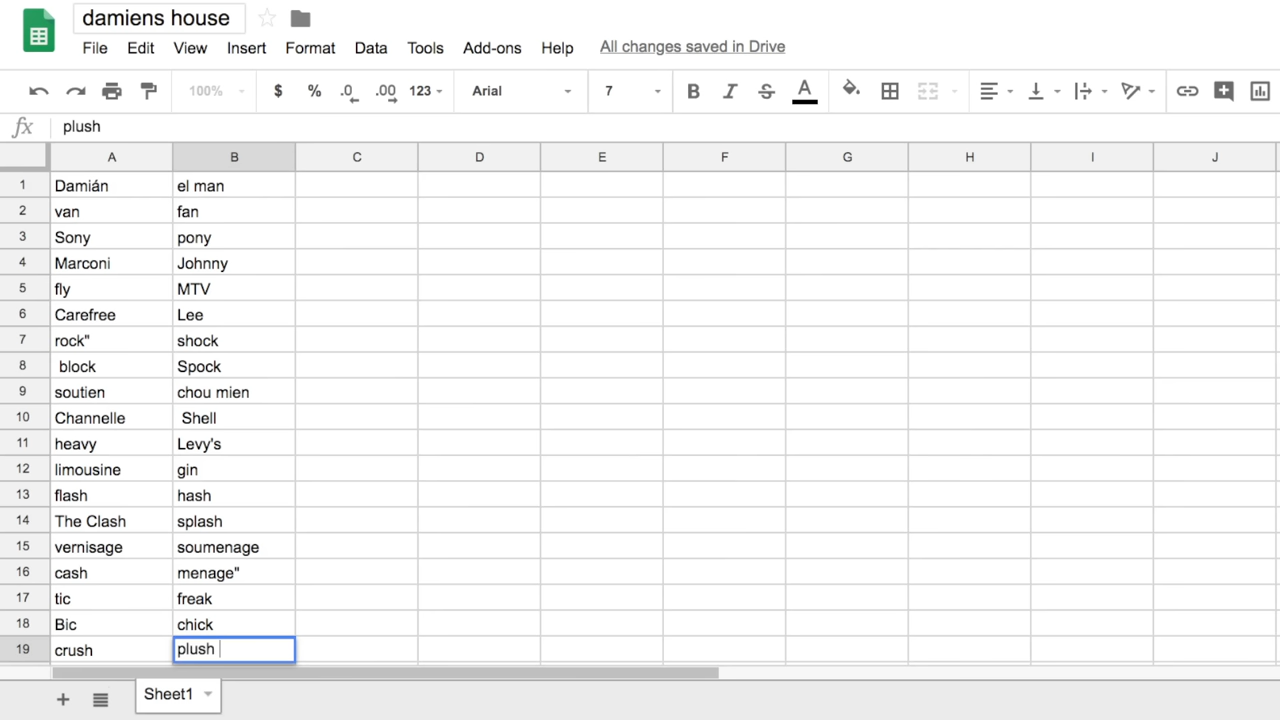 damiens house
File Edit View Insert Format Data Tools Add-ons Help All changes saved in Drive
100% $ % .0 .00 123 Arial 7 B I S A
fx plush
A B C D E F G H I J
1 Damián el man
2 van fan
3 Sony pony
4 Marconi Johnny
5 fly MTV
6 Carefree Lee
7 rock" shock
8 block Spock
9 soutien chou mien
10 Channelle Shell
11 heavy Levy's
12 limousine gin
13 flash hash
14 The Clash splash
15 vernisage soumenage
16 cash menage"
17 tic freak
18 Bic chick
19 crush plush
+ Sheet1